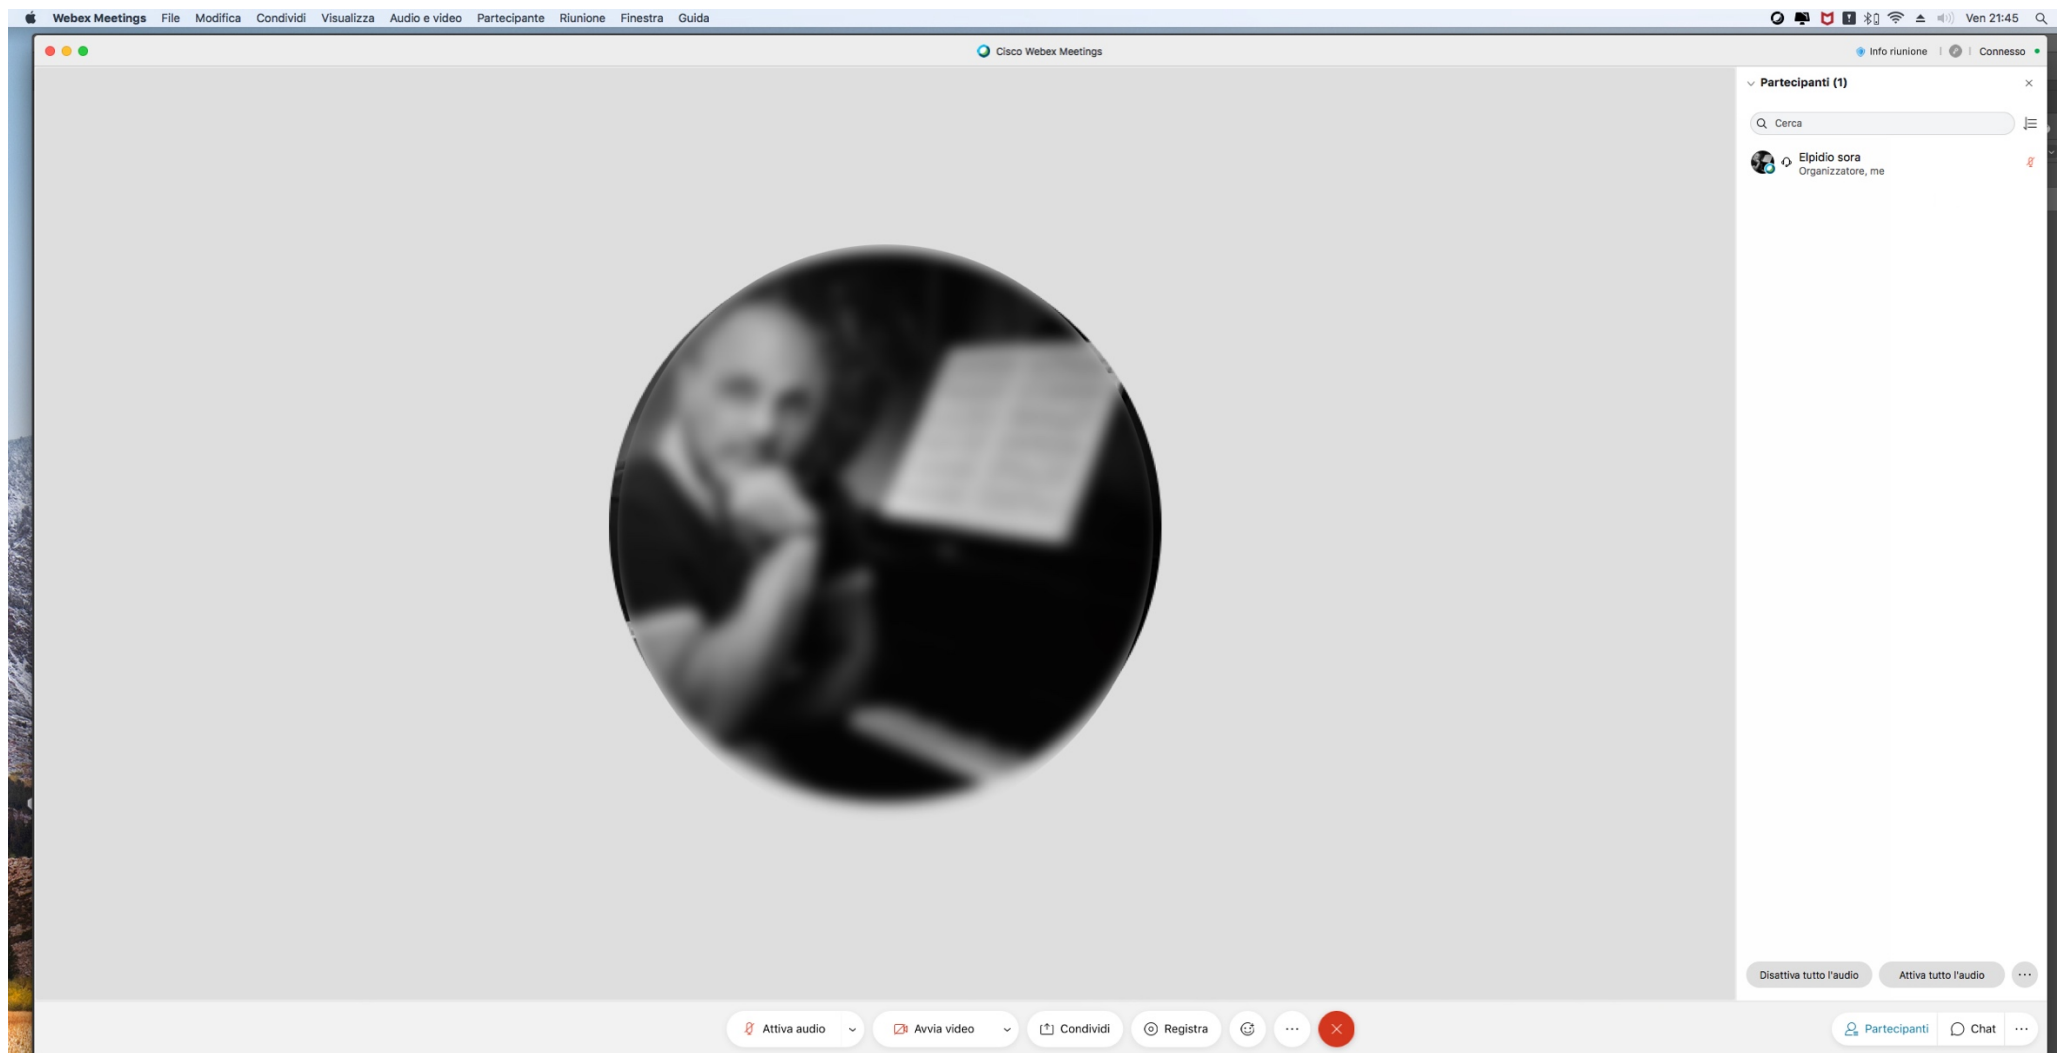 Webex Meetings File Modifica Condividi Visualizza Audio e video Partecipante Riunione Finestra Guida Ven 21:45
Cisco Webex Meetings Info riunione Connesso
Partecipanti (1)
Cerca
Elpidio sora
Organizzatore, me
Disattiva tutto l'audio Attiva tutto l'audio
Attiva audio Avvia video Condividi Registra Partecipanti Chat